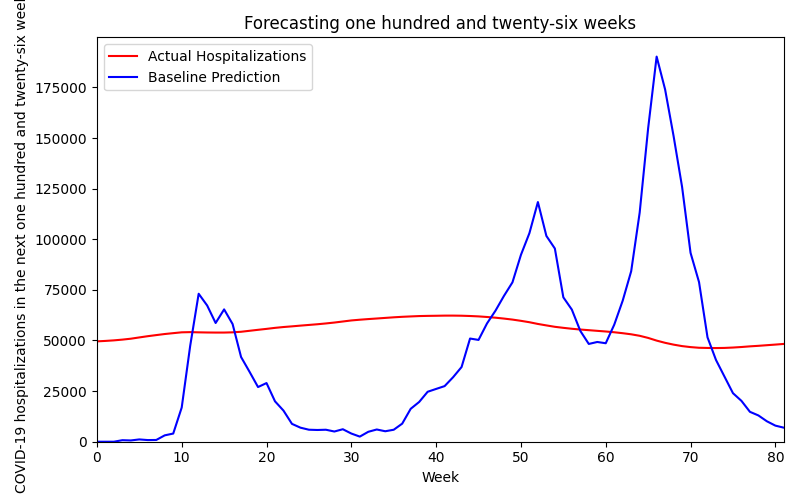 Forecasting one hundred and twenty-six weeks
Actual Hospitalizations
Baseline Prediction
COVID-19 hospitalizations in the next one hundred and twenty-six
175000
150000
125000
100000
75000
50000
25000
0
0 10 20 30 40 50 60 70 80
Week